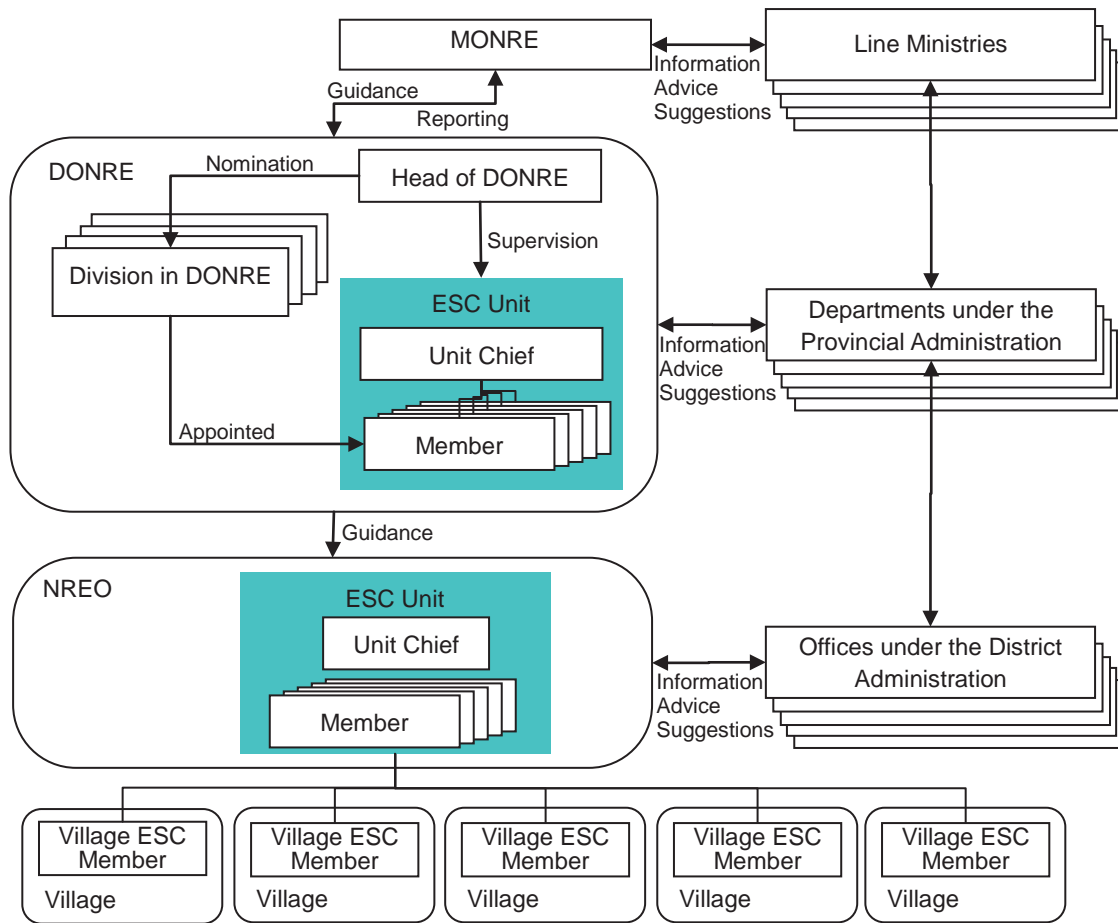 MONRE
Line Ministries
Information
Advice
Suggestions
Guidance
Reporting
DONRE
Nomination
Head of DONRE
Supervision
Division in DONRE
ESC Unit
Unit Chief
Member
Appointed
Information
Advice
Suggestions
Departments under the
Provincial Administration
Guidance
NREO
ESC Unit
Unit Chief
Member
Information
Advice
Suggestions
Offices under the District
Administration
Village ESC
Member
Village
Village ESC
Member
Village
Village ESC
Member
Village
Village ESC
Member
Village
Village ESC
Member
Village